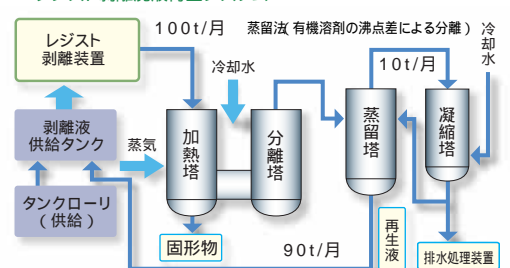 100t/月
蒸留法(有機溶剤の沸点差による分離)
冷
却
水
レジスト
剥離装置
冷却水
10t/月
剥離液
供給タンク
蒸気
加
熱
塔
分
離
塔
蒸
留
塔
凝
縮
塔
タンクローリ
(供給)
固形物
90t/月
再
生
液
排水処理装置